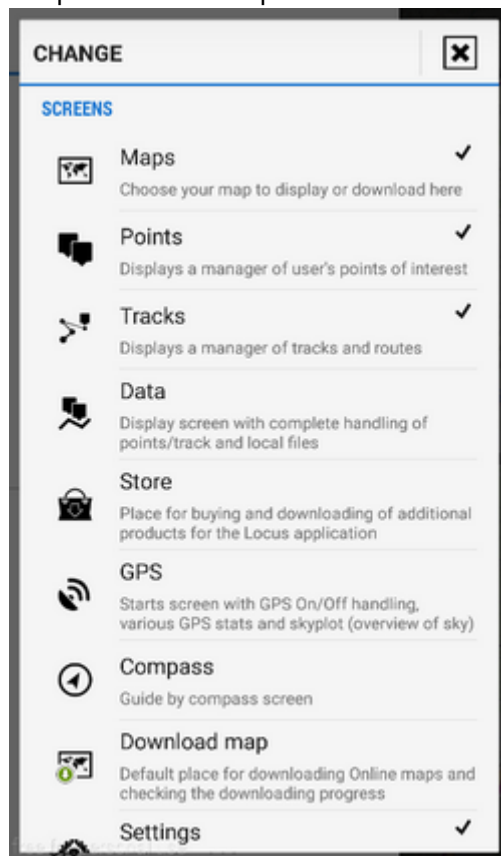 CHANGE
SCREENS
Maps
Choose your map to display or download here
Points
Displays a manager of user's points of interest
Tracks
Displays a manager of tracks and routes
Data
Display screen with complete handling of
points/track and local files
Store
Place for buying and downloading of additional
products for the Locus application
GPS
Starts screen with GPS On/Off handling,
various GPS stats and skyplot (overview of sky)
Compass
Guide by compass screen
Download map
Default place for downloading Online maps and
checking the downloading progress
Settings